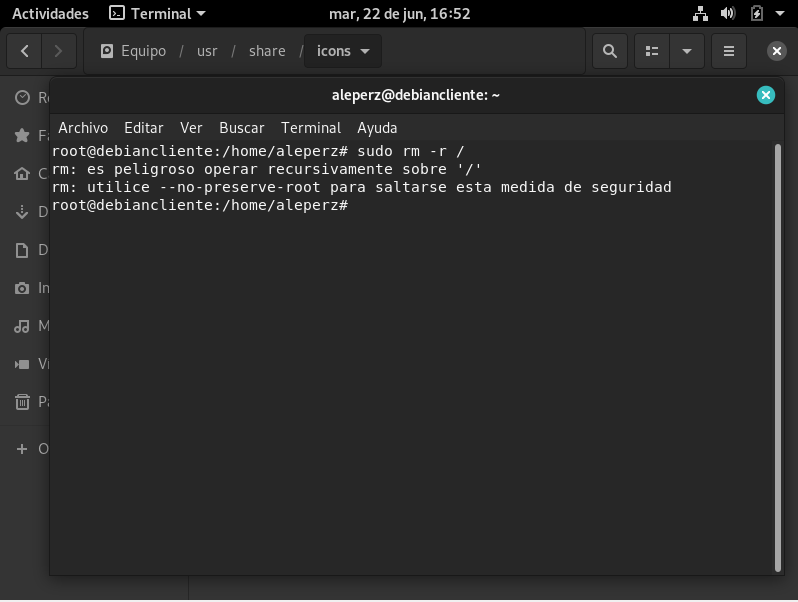 Actividades Terminal mar, 22 de jun, 16:52
Equipo / usr / share / icons
aleperz@debiancliente: ~
Archivo Editar Ver Buscar Terminal Ayuda
root@debiancliente:/home/aleperz# sudo rm -r /
rm: es peligroso operar recursivamente sobre '/'
rm: utilice --no-preserve-root para saltarse esta medida de seguridad
root@debiancliente:/home/aleperz#